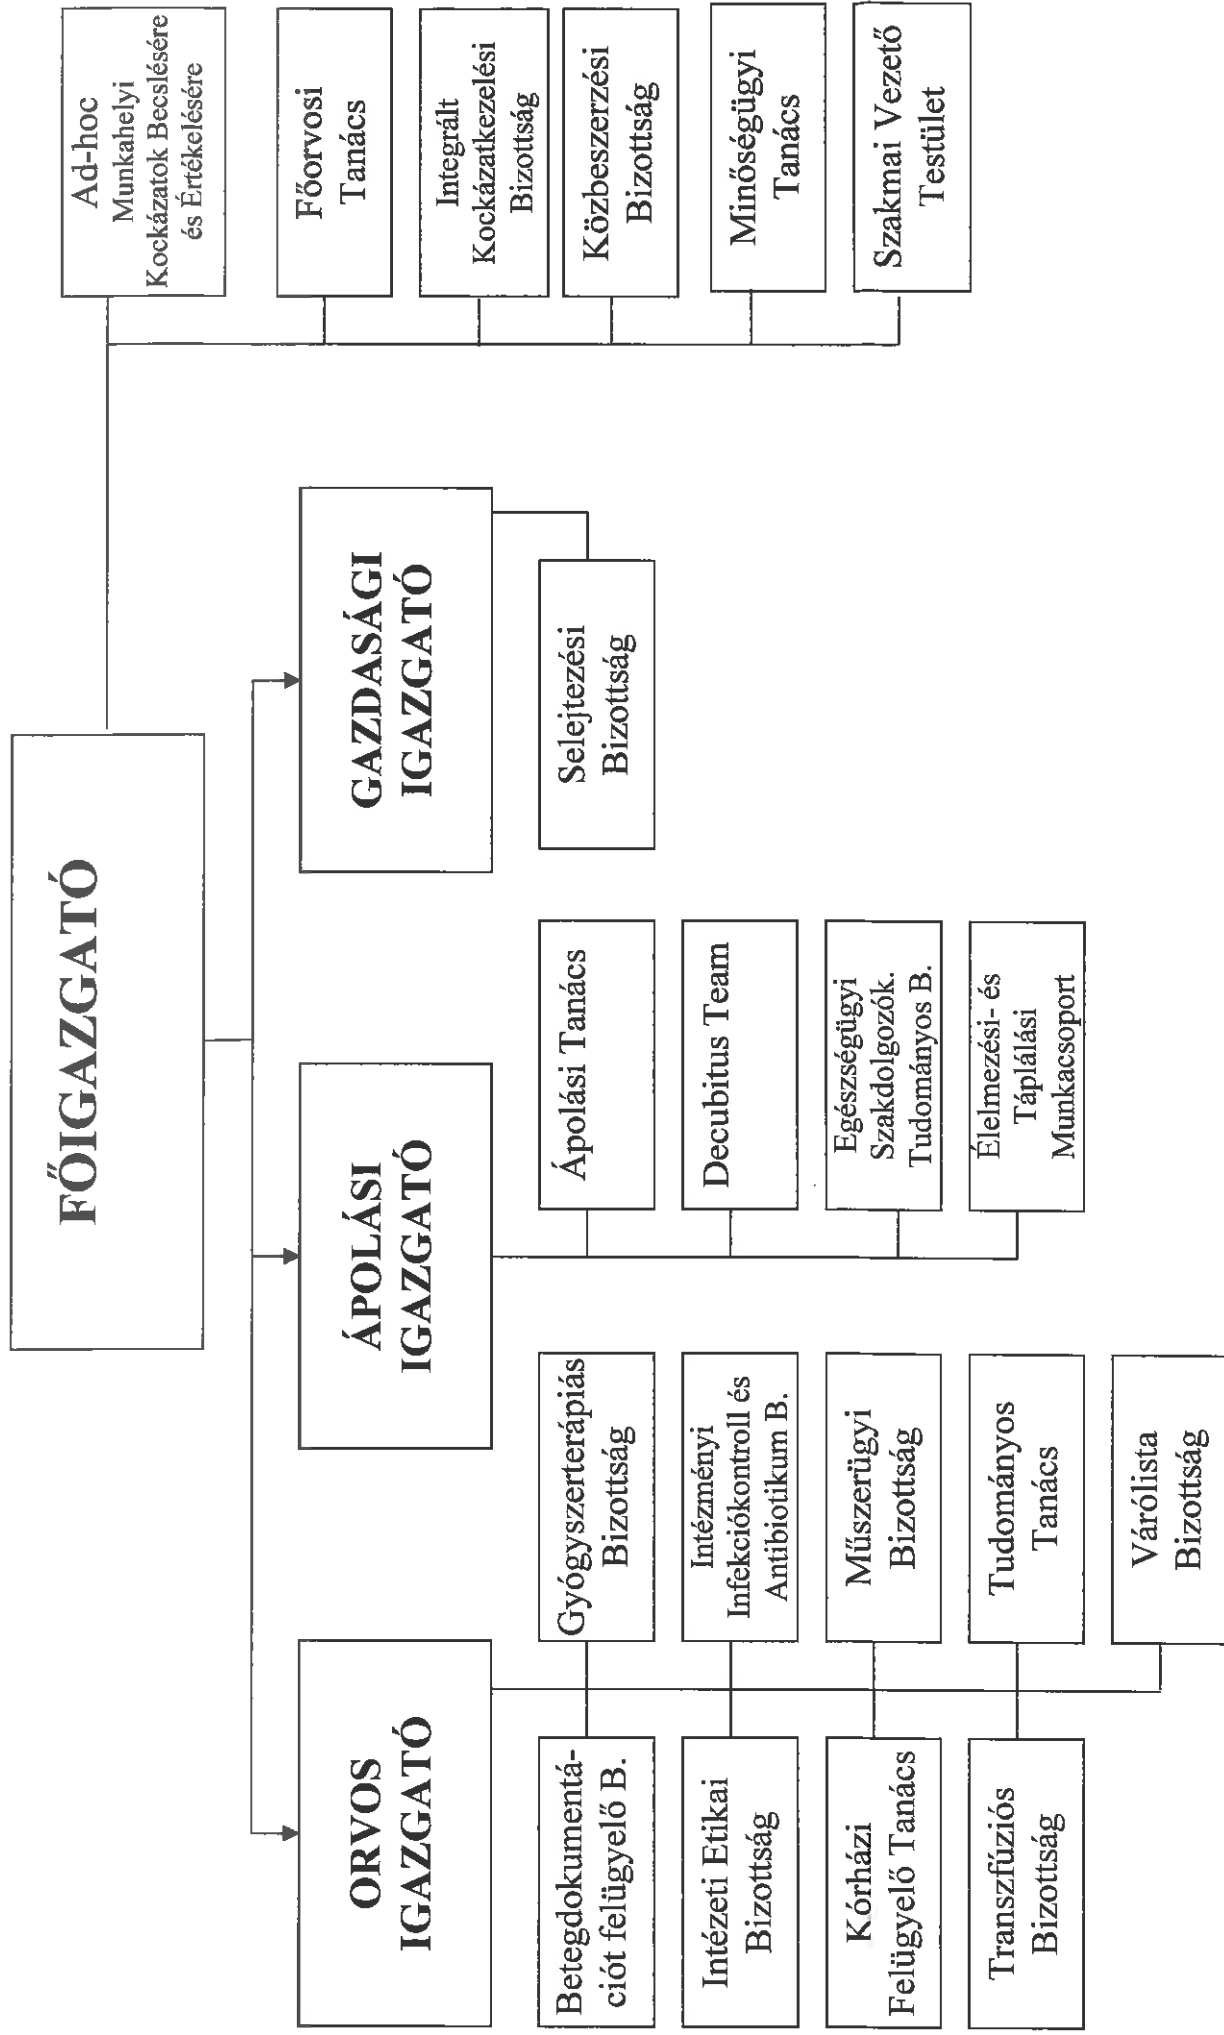 FŐIGAZGATÓ
Ad-hoc
Munkahelyi
Kockázatok Becslésére
és Értékelésére
Főorvosi
Tanács
Integrált
Kockázatkezelési
Bizottság
Közbeszerzési
Bizottság
Minőségügyi
Tanács
Szakmai Vezető
Testület
ORVOS
IGAZGATÓ
Betegdokumentá-
ciót felügyelő B.
Intézeti Etikai
Bizottság
Kórházi
Felügyelő Tanács
Transzfúziós
Bizottság
Gyógyszerterápiás
Bizottság
Intézményi
Infekciókontroll és
Antibiotikum B.
Műszerügyi
Bizottság
Tudományos
Tanács
Várólista
Bizottság
ÁPOLÁSI
IGAZGATÓ
Ápolási Tanács
Decubitus Team
Egészségügyi
Szakdolgozók.
Tudományos B.
Élelmezési- és
Táplálási
Munkacsoport
GAZDASÁGI
IGAZGATÓ
Selejtezési
Bizottság